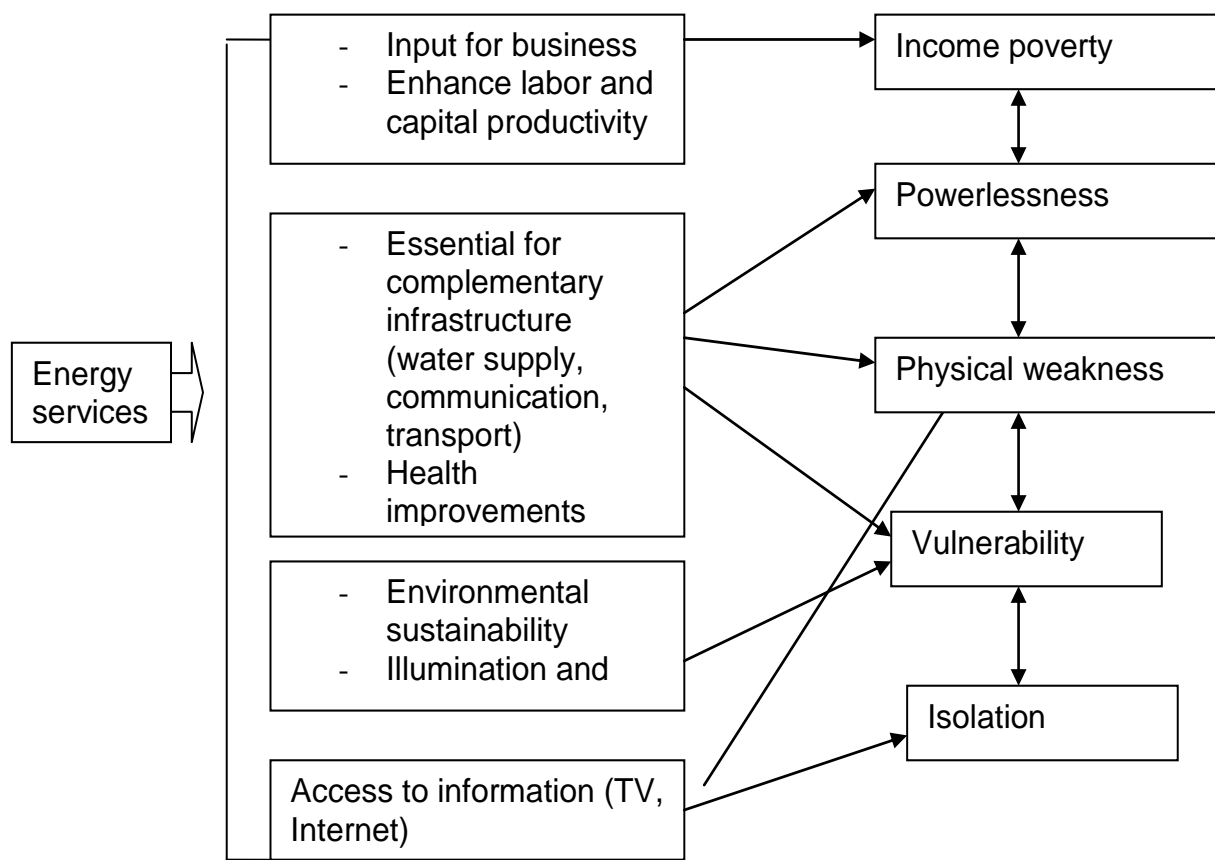 Energy
services
- Input for business
- Enhance labor and
capital productivity
- Essential for
complementary
infrastructure
(water supply,
communication,
transport)
- Health
improvements
- Environmental
sustainability
- Illumination and
Access to information (TV,
Internet)
Income poverty
Powerlessness
Physical weakness
Vulnerability
Isolation